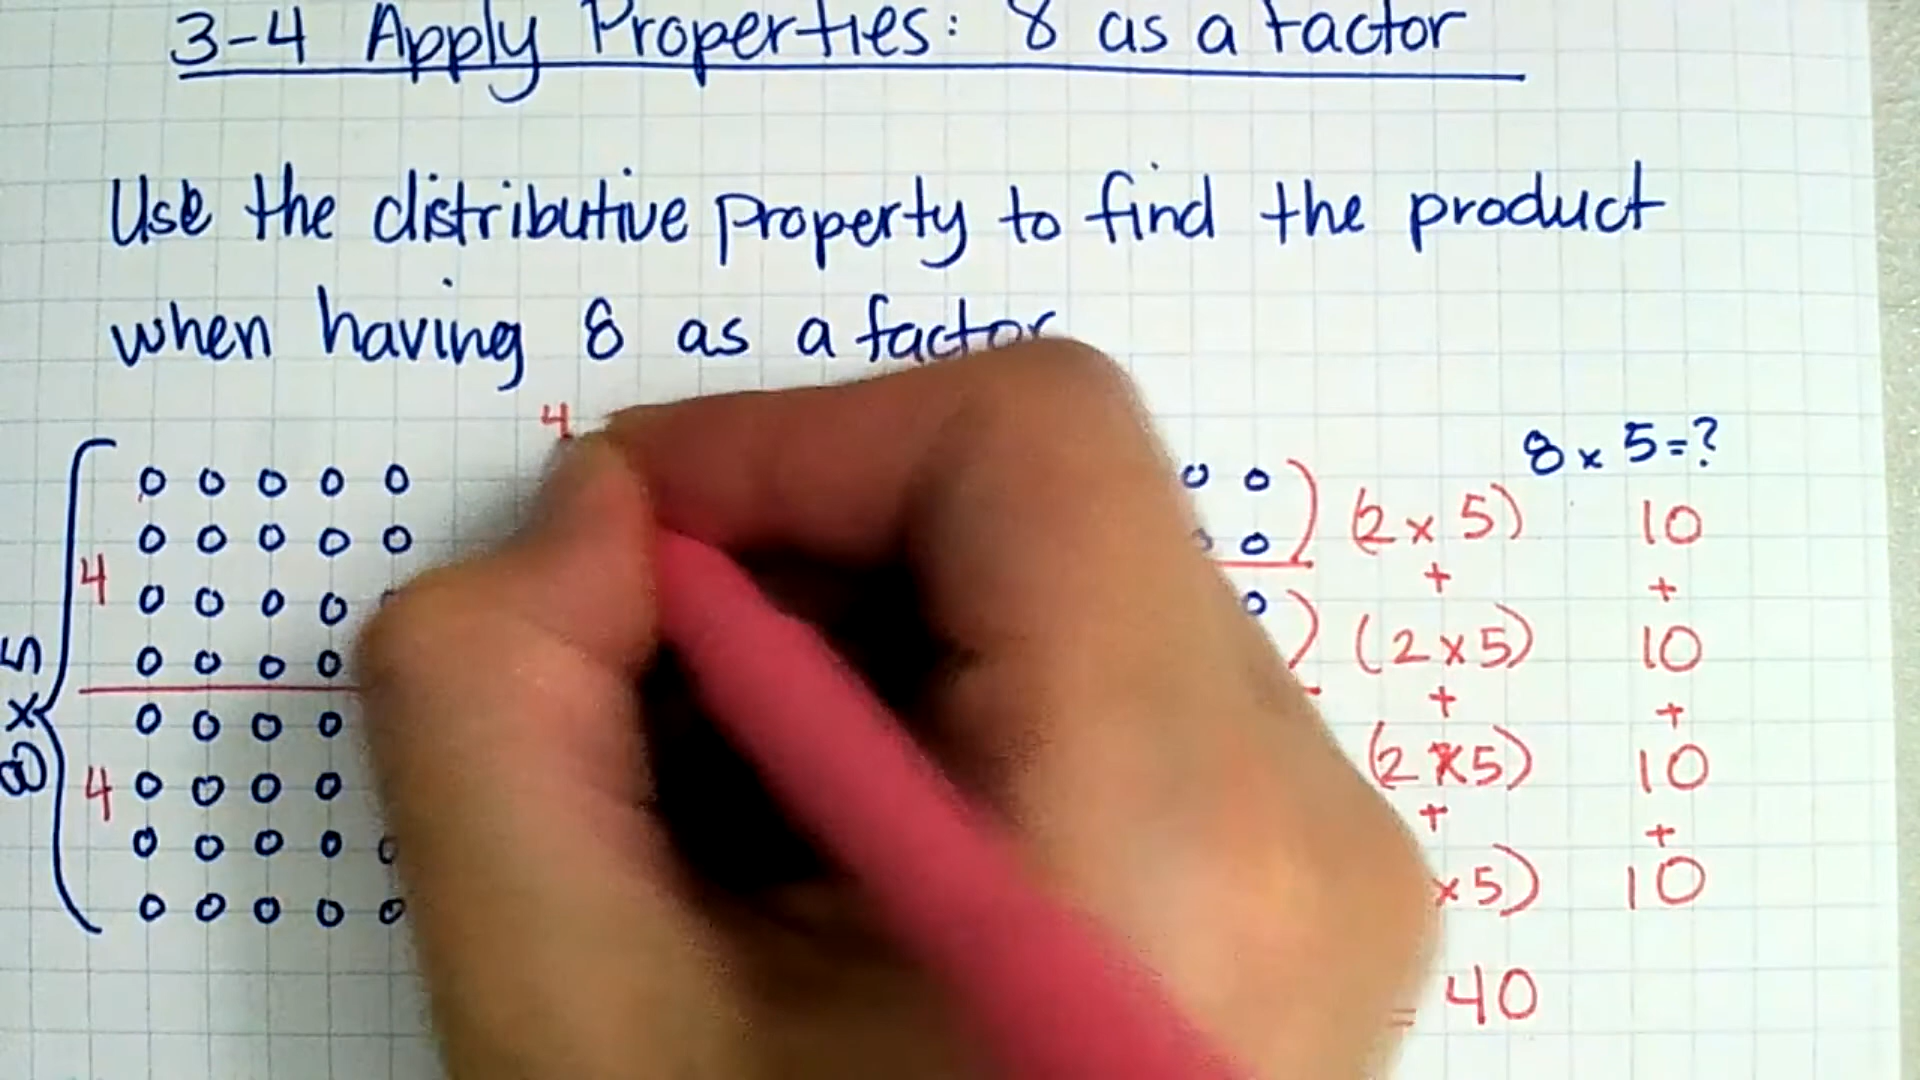 3-4 Apply Properties: 8 as a factor
Use the distributive property to find the product
when having 8 as a factor
8 x 5
4
4
4
8 x 5 = ?
(2 x 5) 10
+ +
(2 x 5) 10
+ +
(2 x 5) 10
+ +
x 5) 10
= 40